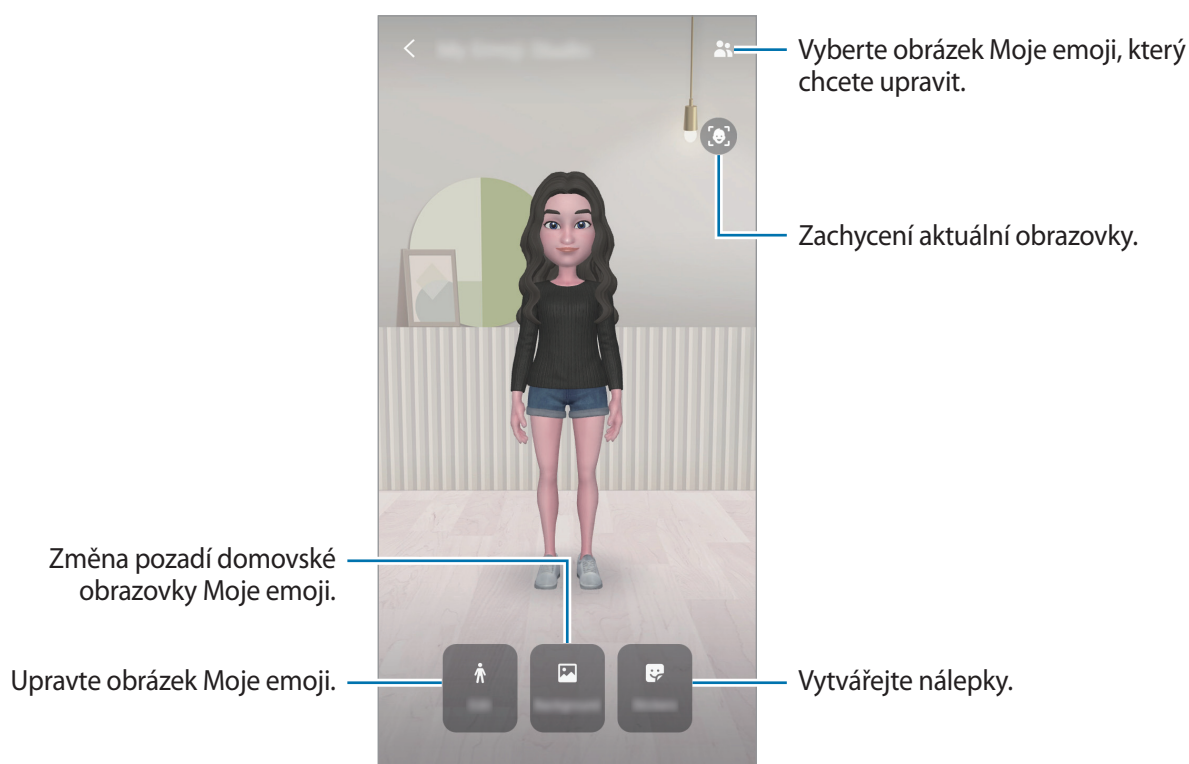 Vyberte obrázek Moje emoji, který
chcete upravit.
Zachycení aktuální obrazovky.
Změna pozadí domovské
obrazovky Moje emoji.
Upravte obrázek Moje emoji.
Vytvářejte nálepky.